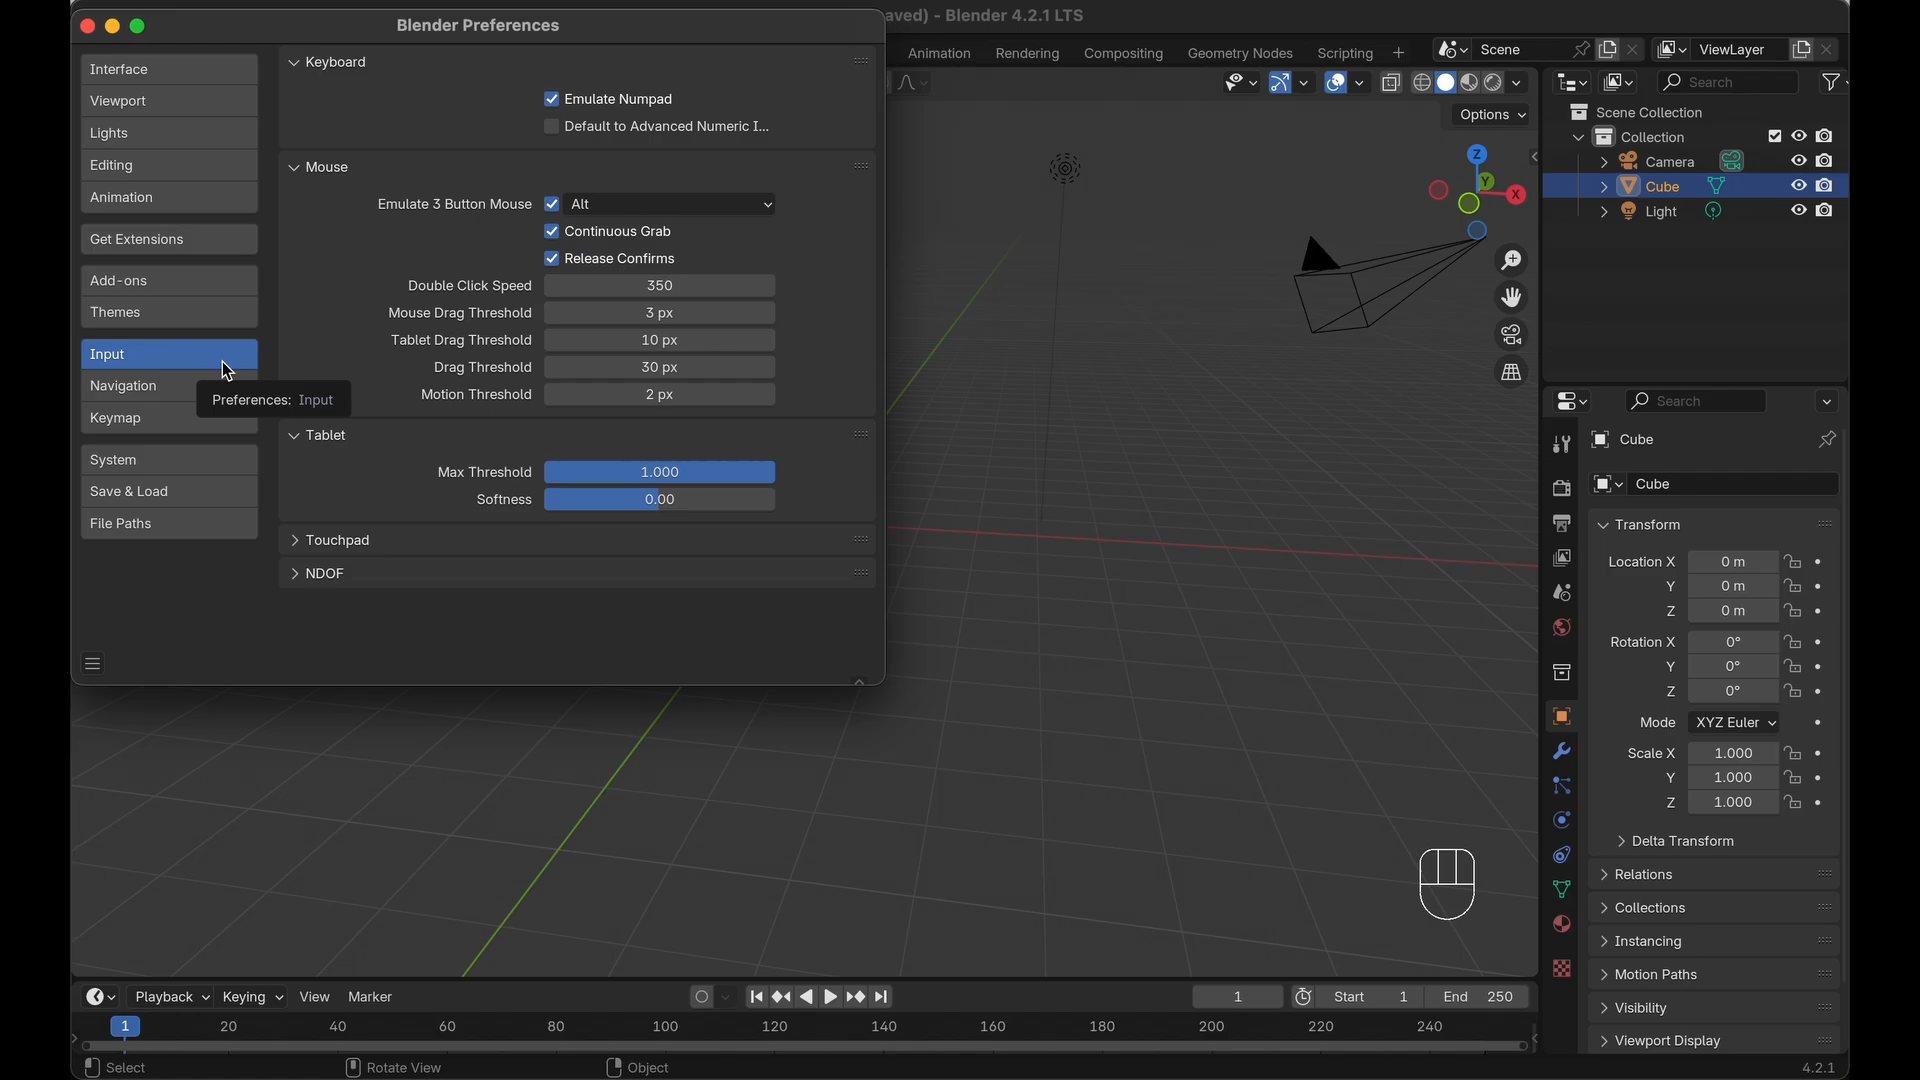 Blender Preferences
aved) - Blender 4.2.1 LTS
Animation
Rendering
Compositing
Geometry Nodes
Scripting
+
Scene
ViewLayer
Interface
Viewport
Lights
Editing
Animation
Get Extensions
Add-ons
Themes
Input
Navigation
Keymap
System
Save & Load
File Paths
Preferences: Input
Keyboard
Emulate Numpad
Default to Advanced Numeric I...
Mouse
Emulate 3 Button Mouse Alt
Continuous Grab
Release Confirms
Double Click Speed 350
Mouse Drag Threshold 3 px
Tablet Drag Threshold 10 px
Drag Threshold 30 px
Motion Threshold 2 px
Tablet
Max Threshold 1.000
Softness 0.00
Touchpad
NDOF
Options
Z
Y
X
Search
Scene Collection
Collection
Camera
Cube
Light
Search
Cube
Cube
Transform
Location X 0 m
Y 0 m
Z 0 m
Rotation X 0°
Y 0°
Z 0°
Mode XYZ Euler
Scale X 1.000
Y 1.000
Z 1.000
Delta Transform
Relations
Collections
Instancing
Motion Paths
Visibility
Viewport Display
Playback Keying View Marker
1 Start 1 End 250
1 20 40 60 80 100 120 140 160 180 200 220 240
Select Rotate View Object
4.2.1